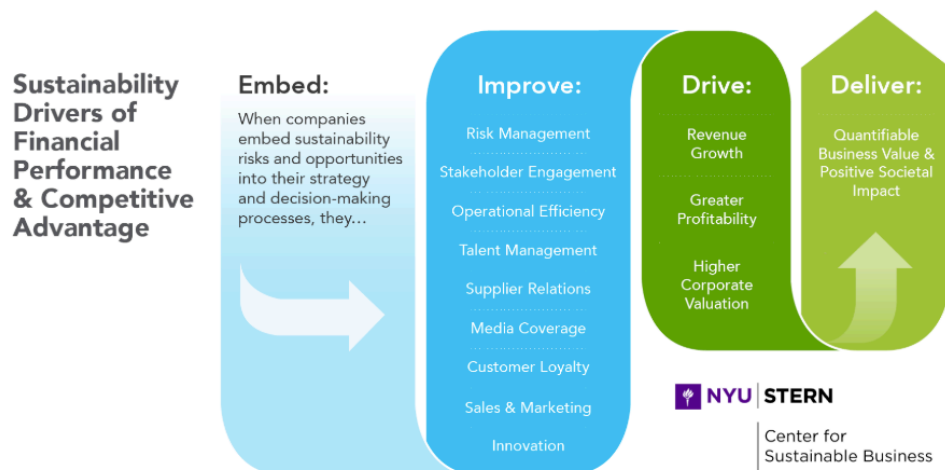 Sustainability
Drivers of
Financial
Performance
& Competitive
Advantage
Embed:
When companies
embed sustainability
risks and opportunities
into their strategy
and decision-making
processes, they…
Improve:
Risk Management
Stakeholder Engagement
Operational Efficiency
Talent Management
Supplier Relations
Media Coverage
Customer Loyalty
Sales & Marketing
Innovation
Drive:
Revenue
Growth
Greater
Profitability
Higher
Corporate
Valuation
Deliver:
Quantifiable
Business Value &
Positive Societal
Impact
NYU STERN
Center for
Sustainable Business